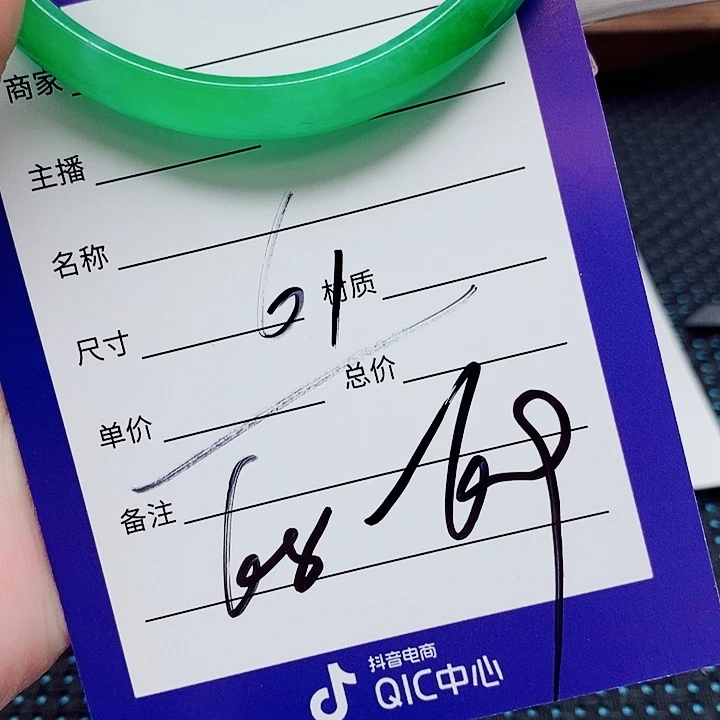 商家
主播
名称
尺寸 61 材质
单价 总价
备注
68
抖音电商
QIC中心